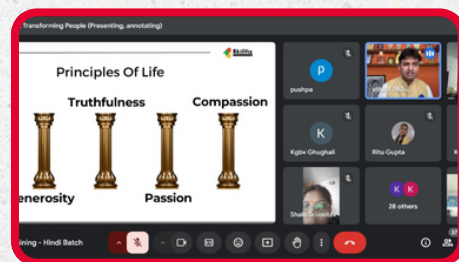 Transforming People (Presenting, annotating)
Principles Of Life
Truthfulness
Compassion
enerosity
Passion
P
pushpa
K
Kgbv Ghughali
Ritu Gupta
K
K K
28 others
ining - Hindi Batch